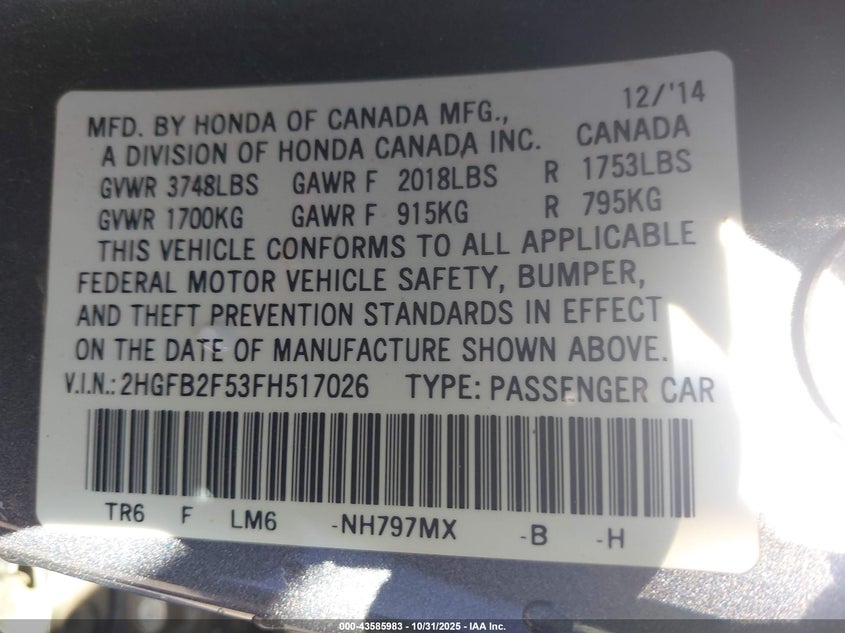 12/'14
MFD. BY HONDA OF CANADA MFG.,
A DIVISION OF HONDA CANADA INC. CANADA
GVWR 3748LBS GAWR F 2018LBS R 1753LBS
GVWR 1700KG GAWR F 915KG R 795KG
THIS VEHICLE CONFORMS TO ALL APPLICABLE
FEDERAL MOTOR VEHICLE SAFETY, BUMPER,
AND THEFT PREVENTION STANDARDS IN EFFECT
ON THE DATE OF MANUFACTURE SHOWN ABOVE.
V.I.N.: 2HGFB2F53FH517026 TYPE: PASSENGER CAR
TR6 F LM6 -NH797MX -B -H
000-43585983 - 10/31/2025 - IAA Inc.